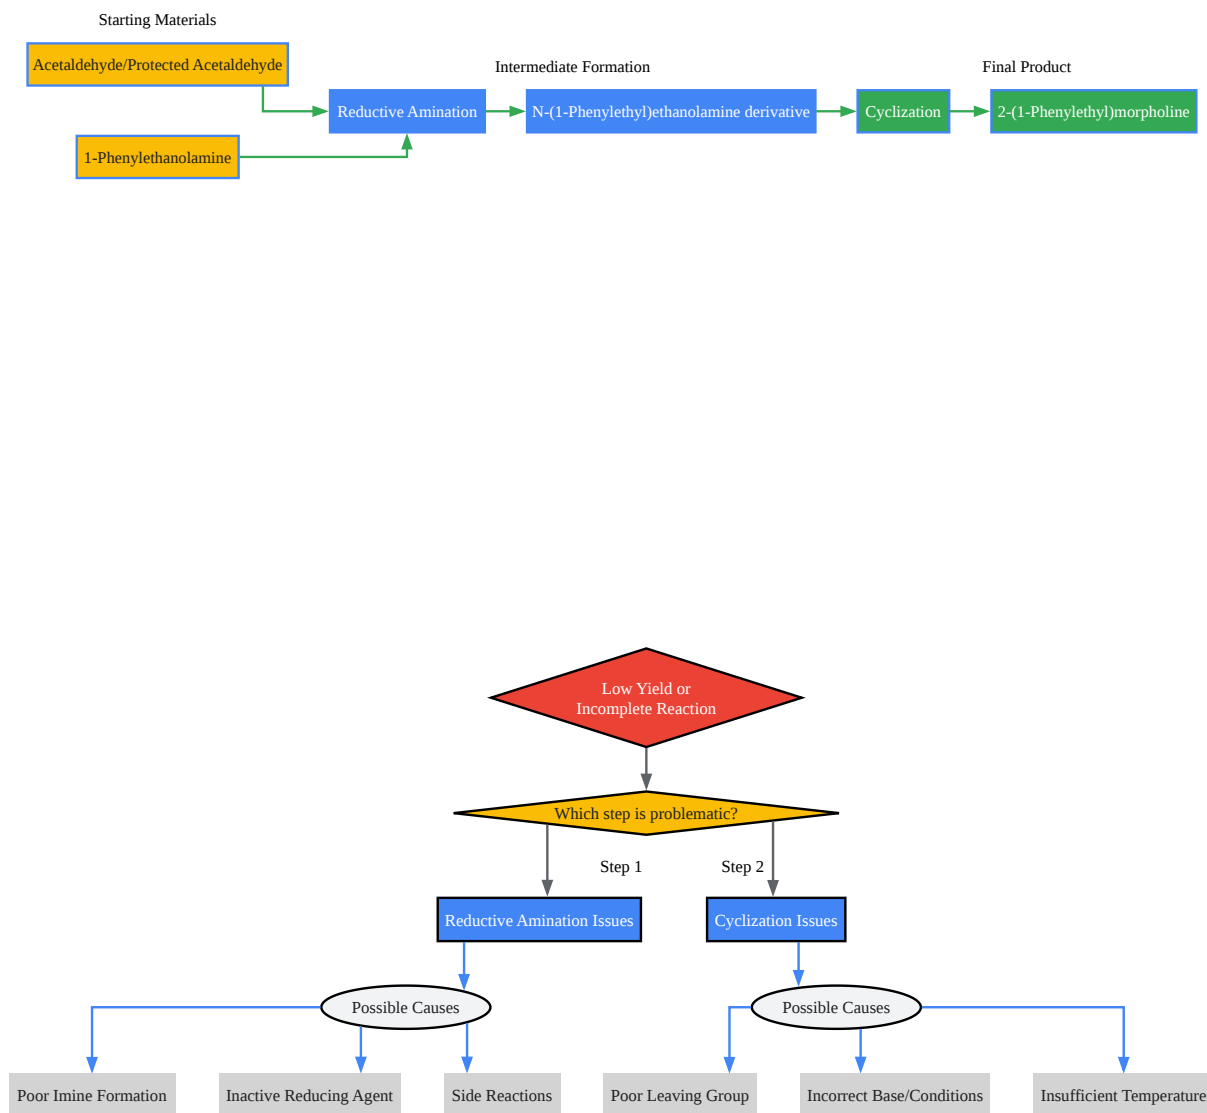 Starting Materials
Acetaldehyde/Protected Acetaldehyde
Intermediate Formation
Final Product
Reductive Amination
N-(1-Phenylethyl)ethanolamine derivative
Cyclization
2-(1-Phenylethyl)morpholine
1-Phenylethanolamine
Low Yield or
Incomplete Reaction
Which step is problematic?
Step 1
Step 2
Reductive Amination Issues
Cyclization Issues
Possible Causes
Possible Causes
Poor Imine Formation
Inactive Reducing Agent
Side Reactions
Poor Leaving Group
Incorrect Base/Conditions
Insufficient Temperature